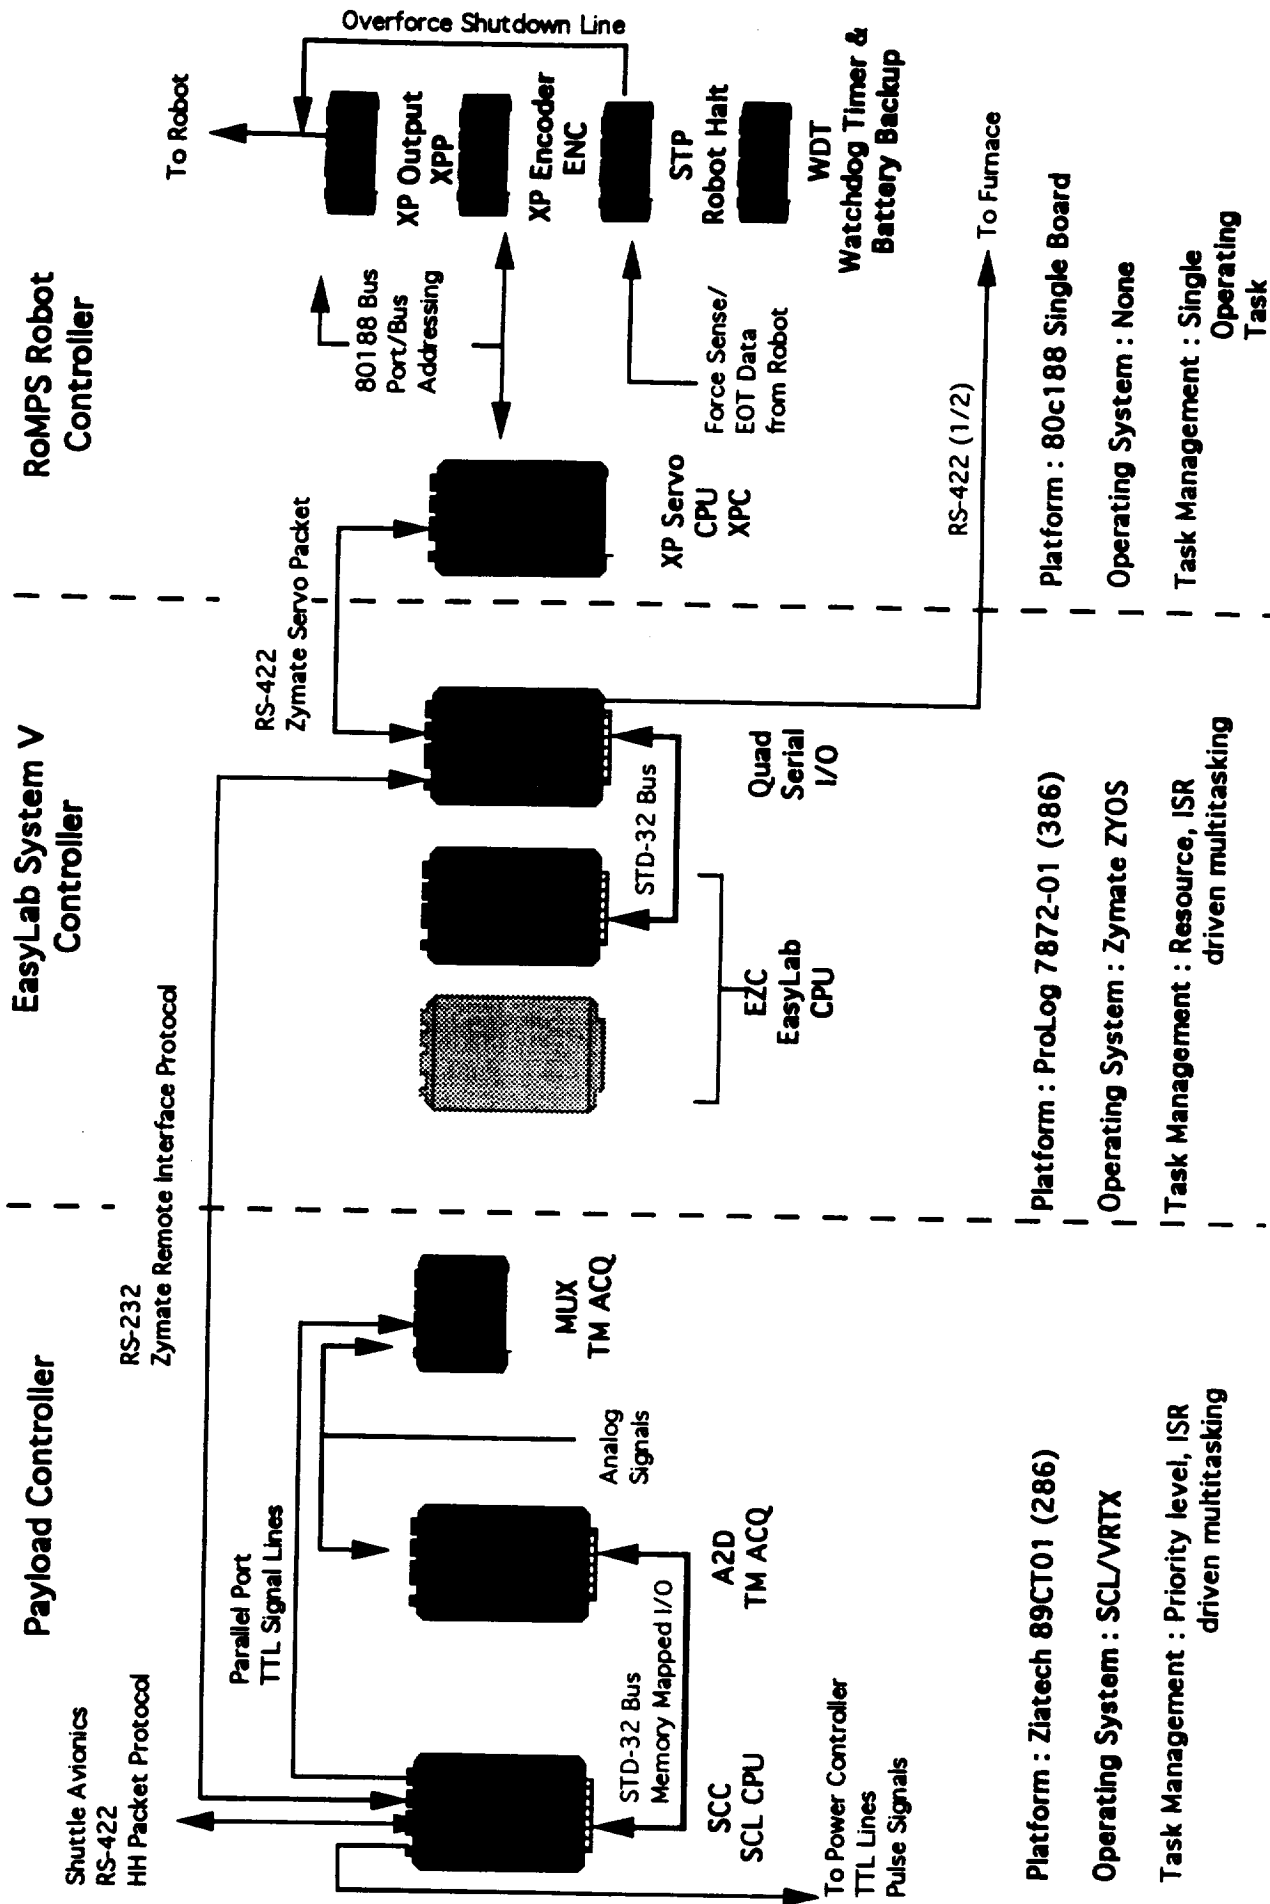 Payload Controller
Shuttle Avionics
RS-422
HH Packet Protocol
Parallel Port
TTL Signal Lines
RS-232
Zymate Remote Interface Protocol
STD-32 Bus
Memory Mapped I/O
Analog
Signals
SCC
SCL CPU
A2D
TM ACQ
MUX
TM ACQ
To Power Controller
TTL Lines
Pulse Signals
Platform : Ziatech 89CT01 (286)
Operating System : SCL/VRTX
Task Management : Priority level, ISR
driven multitasking
EasyLab System V
Controller
RS-422
Zymate Servo Packet
STD-32 Bus
EZC
EasyLab
CPU
Quad
Serial
I/O
Platform : ProLog 7872-01 (386)
Operating System : Zymate ZYOS
Task Management : Resource, ISR
driven multitasking
RoMPS Robot
Controller
To Robot
Overforce Shutdown Line
80188 Bus
Port/Bus
Addressing
XP Output
XPP
XP Encoder
ENC
STP
Robot Halt
WDT
Watchdog Timer &
Battery Backup
Force Sense/
EOT Data
from Robot
XP Servo
CPU
XPC
RS-422 (1/2)
To Furnace
Platform : 80c188 Single Board
Operating System : None
Task Management : Single
Operating
Task